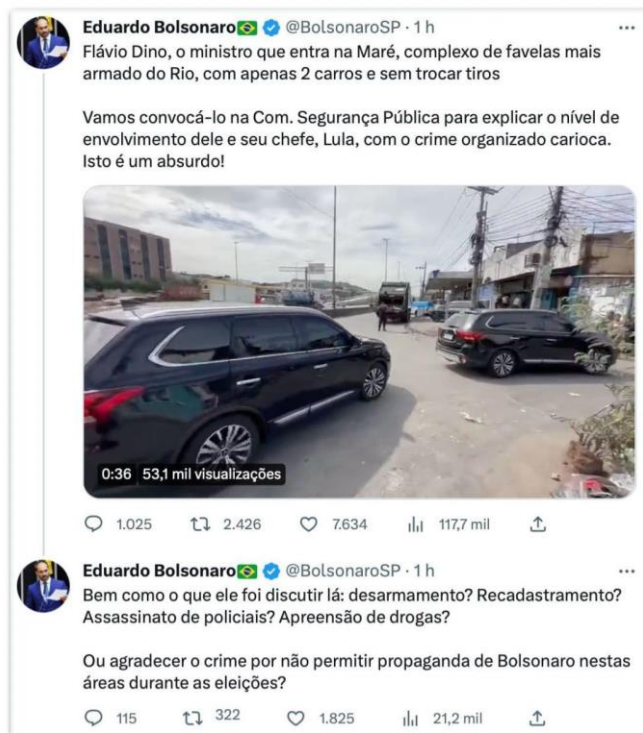 Eduardo Bolsonaro @BolsonaroSP · 1 h
Flávio Dino, o ministro que entra na Maré, complexo de favelas mais
armado do Rio, com apenas 2 carros e sem trocar tiros
Vamos convocá-lo na Com. Segurança Pública para explicar o nível de
envolvimento dele e seu chefe, Lula, com o crime organizado carioca.
Isto é um absurdo!
0:36 53,1 mil visualizações
1.025 2.426 7.634 117,7 mil
Eduardo Bolsonaro @BolsonaroSP · 1 h
Bem como o que ele foi discutir lá: desarmamento? Recadastramento?
Assassinato de policiais? Apreensão de drogas?
Ou agradecer o crime por não permitir propaganda de Bolsonaro nestas
áreas durante as eleições?
115 322 1.825 21,2 mil